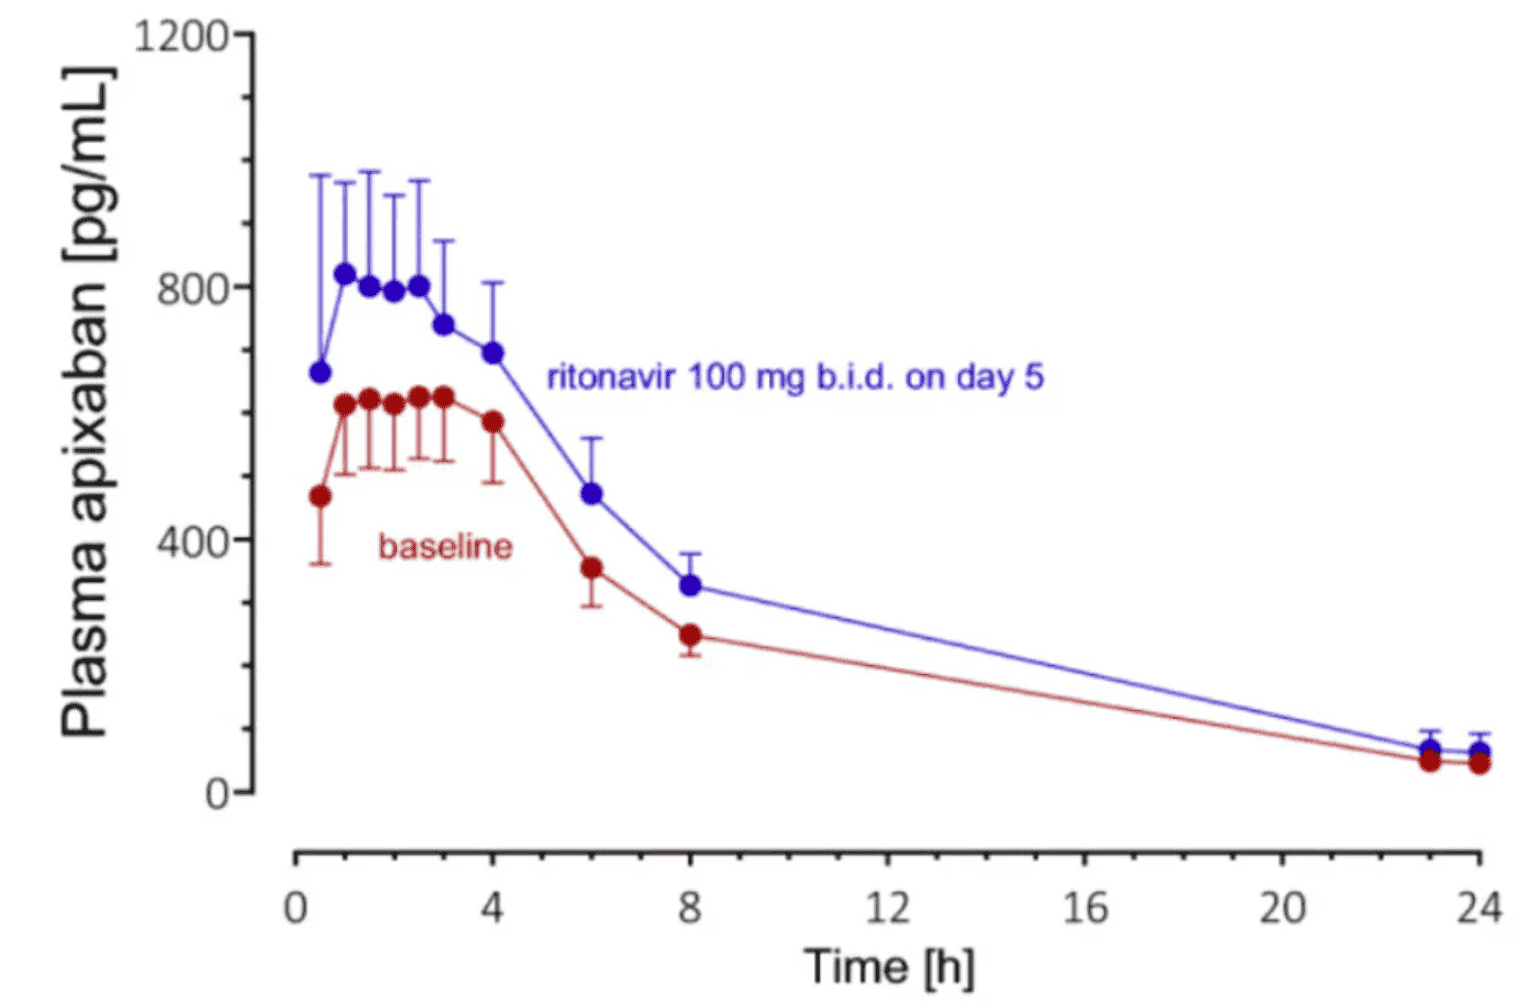 Plasma apixaban [pg/mL]
1200
800
400
0
ritonavir 100 mg b.i.d. on day 5
baseline
0 4 8 12 16 20 24
Time [h]